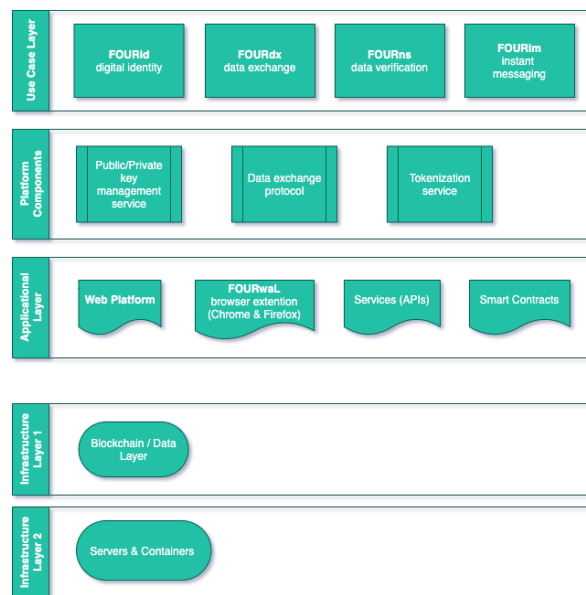 Use Case Layer
FOURid
digital identity
FOURdx
data exchange
FOURns
data verification
FOURim
instant
messaging
Platform
Components
Public/Private
key
management
service
Data exchange
protocol
Tokenization
service
Applicational
Layer
Web Platform
FOURwaL
browser extention
(Chrome & Firefox)
Services (APIs)
Smart Contracts
Infrastructure
Layer 1
Blockchain / Data
Layer
Infrastructure
Layer 2
Servers & Containers